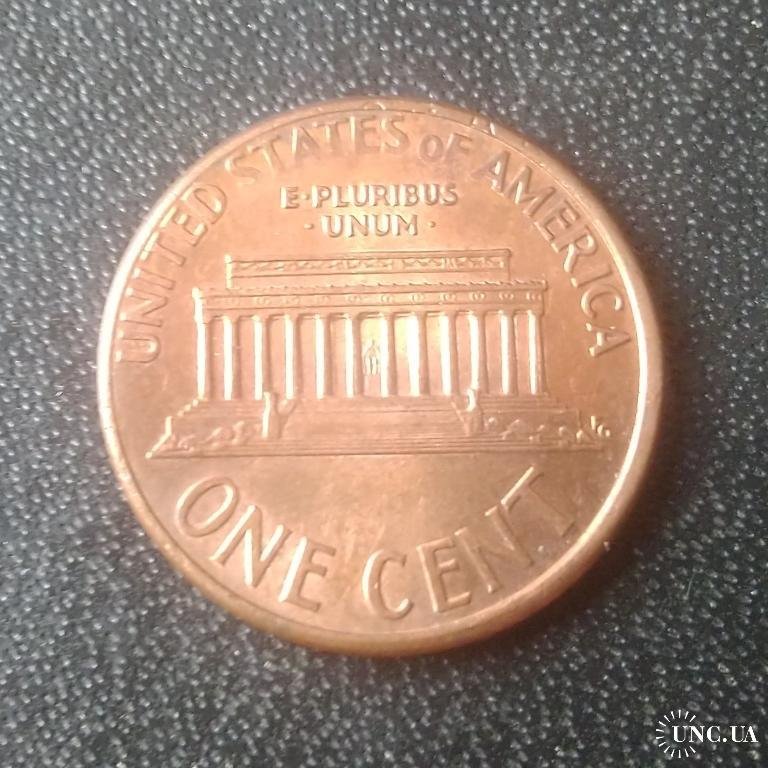 UNITED STATES OF AMERICA
E·PLURIBUS
·UNUM·
ONE CENT
UNC.UA